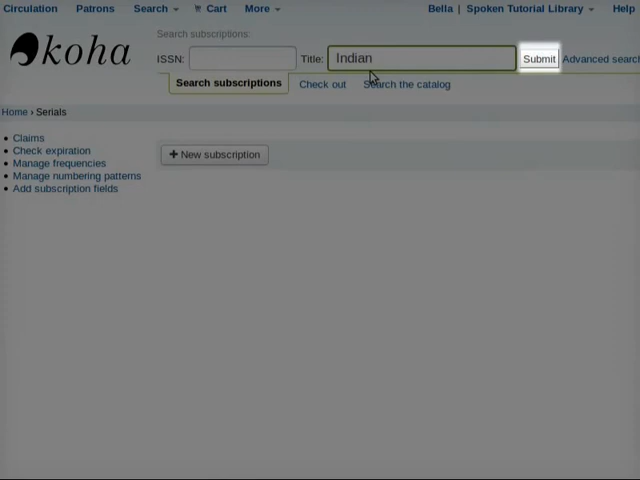 Circulation Patrons Search Cart More Bella | Spoken Tutorial Library Help
koha
Search subscriptions:
ISSN: Title: Indian Submit Advanced search
Search subscriptions Check out Search the catalog
Home › Serials
Claims
Check expiration
Manage frequencies
Manage numbering patterns
Add subscription fields
+ New subscription